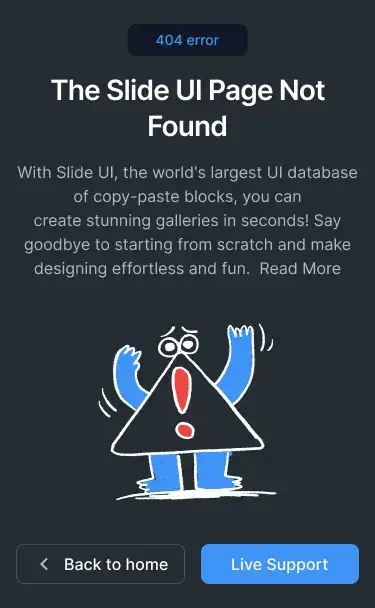 404 error
The Slide UI Page Not
Found
With Slide UI, the world's largest UI database
of copy-paste blocks, you can
create stunning galleries in seconds! Say
goodbye to starting from scratch and make
designing effortless and fun.  Read More
Back to home
Live Support